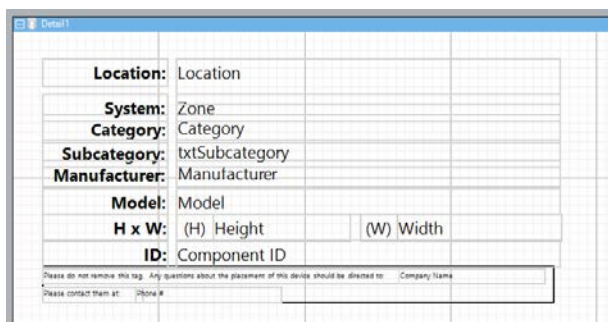 Detail1
Location: Location
System: Zone
Category: Category
Subcategory: txtSubcategory
Manufacturer: Manufacturer
Model: Model
H x W: (H) Height (W) Width
ID: Component ID
Please do not remove this tag. Any questions about the placement of this device should be directed to: Company Name
Please contact them at: Phone #